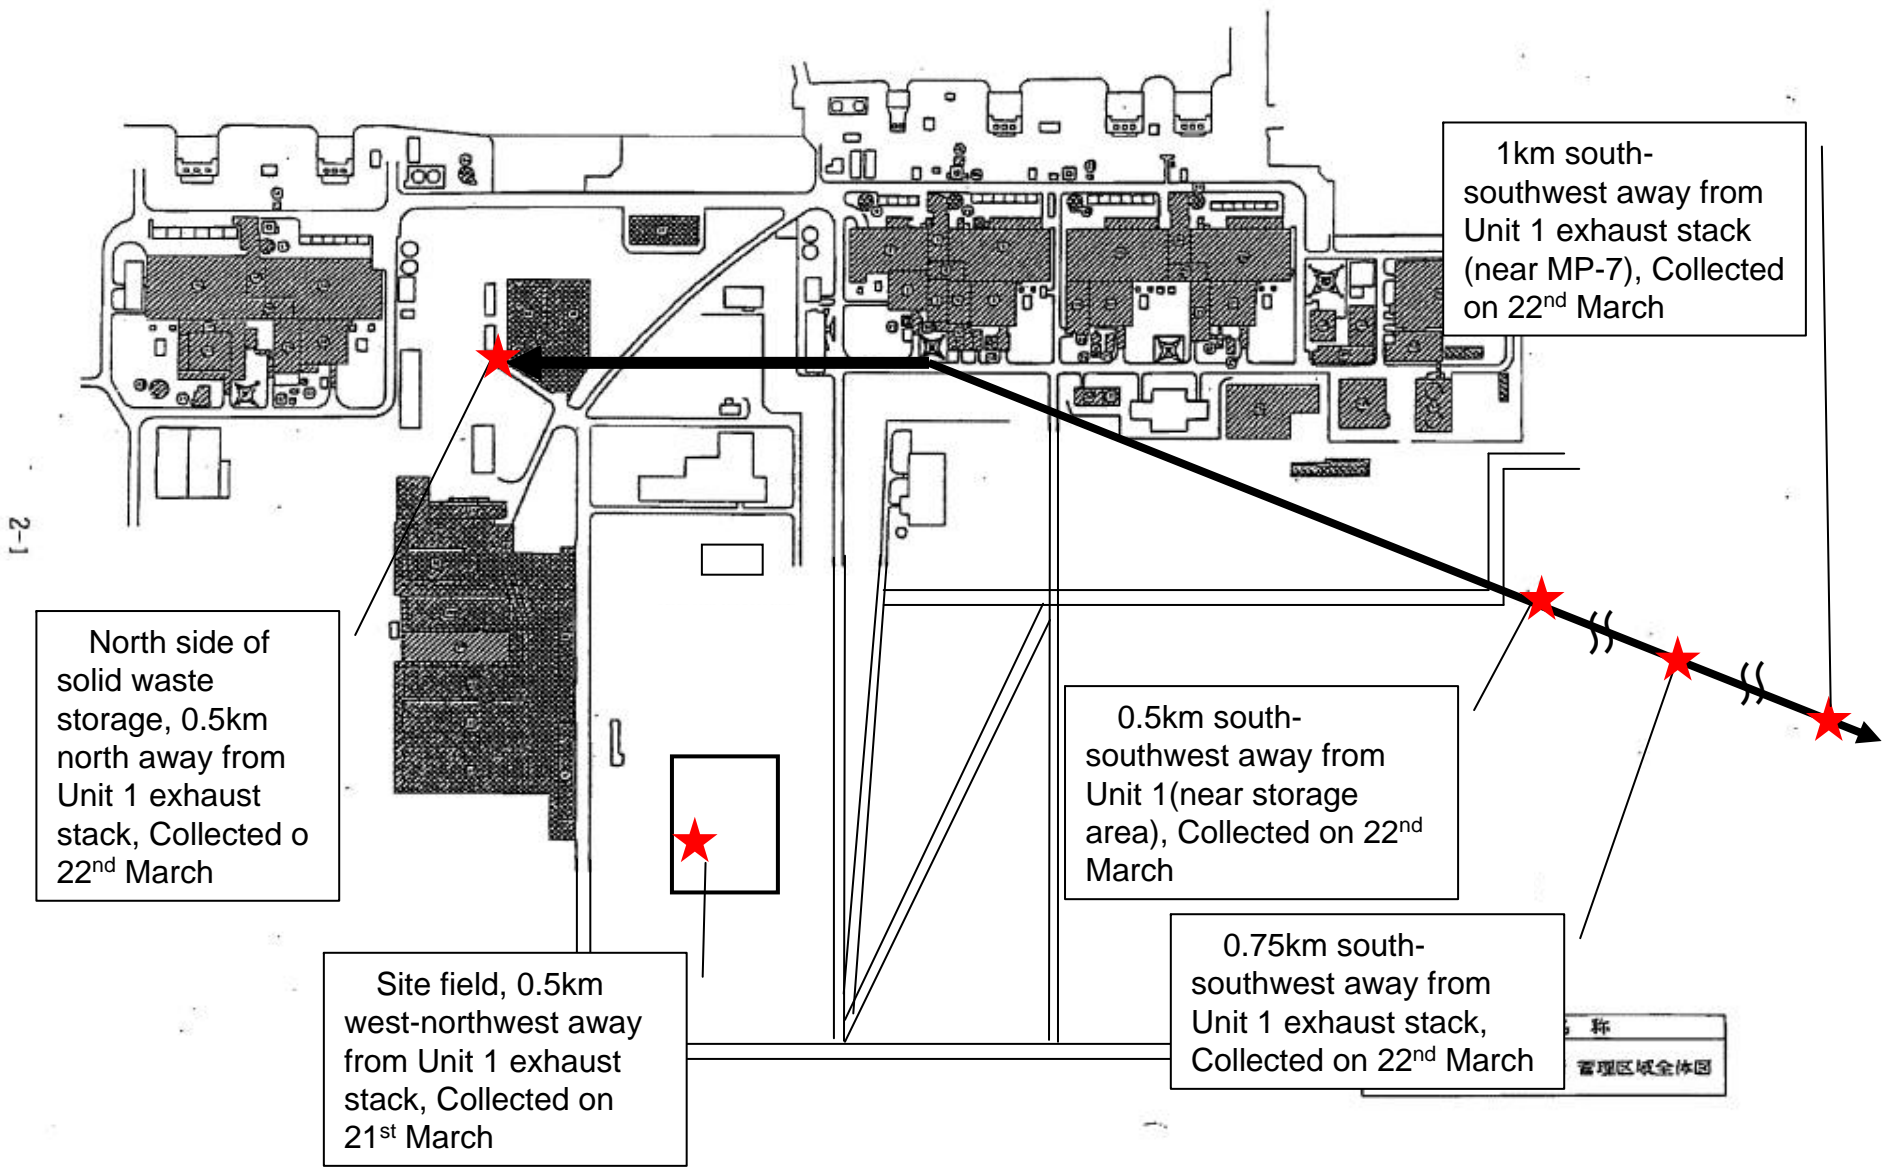 1km south-
southwest away from
Unit 1 exhaust stack
(near MP-7), Collected
on 22nd March
2-1
North side of
solid waste
storage, 0.5km
north away from
Unit 1 exhaust
stack, Collected o
22nd March
0.5km south-
southwest away from
Unit 1(near storage
area), Collected on 22nd
March
0.75km south-
southwest away from
Unit 1 exhaust stack,
Collected on 22nd March
Site field, 0.5km
west-northwest away
from Unit 1 exhaust
stack, Collected on
21st March
称
管理区域全体図